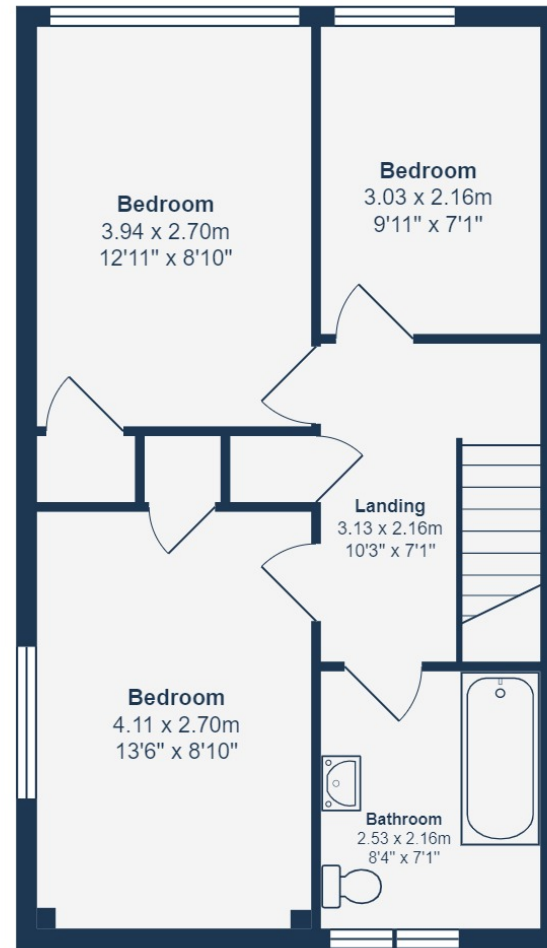 Bedroom
3.94 x 2.70m
12'11" x 8'10"
Bedroom
3.03 x 2.16m
9'11" x 7'1"
Landing
3.13 x 2.16m
10'3" x 7'1"
Bedroom
4.11 x 2.70m
13'6" x 8'10"
Bathroom
2.53 x 2.16m
8'4" x 7'1"